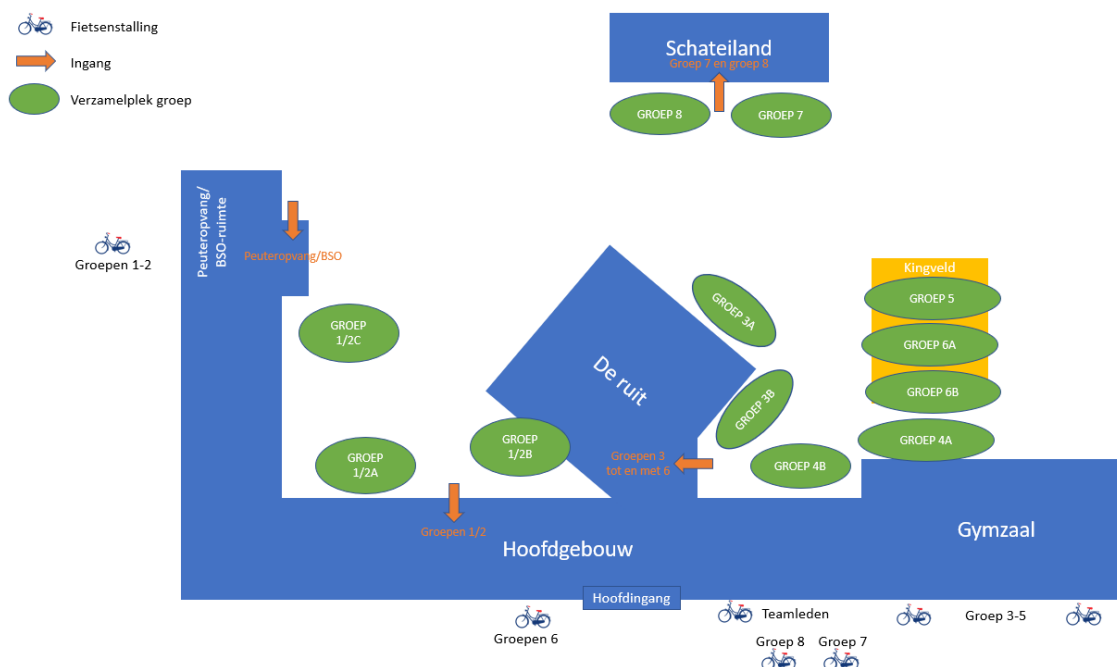 Fietsenstalling
Ingang
Verzamelplek groep
Schateiland
Groep 7 en groep 8
GROEP 8
GROEP 7
Peuteropvang/
BSO-ruimte
Peuteropvang/BSO
Groepen 1-2
GROEP
1/2C
GROEP
1/2A
GROEP
1/2B
De ruit
GROEP 3A
GROEP 3B
Kingveld
GROEP 5
GROEP 6A
GROEP 6B
GROEP 4A
GROEP 4B
Groepen 3
tot en met 6
Groepen 1/2
Hoofdgebouw
Gymzaal
Hoofdingang
Groepen 6
Teamleden
Groep 3-5
Groep 8
Groep 7